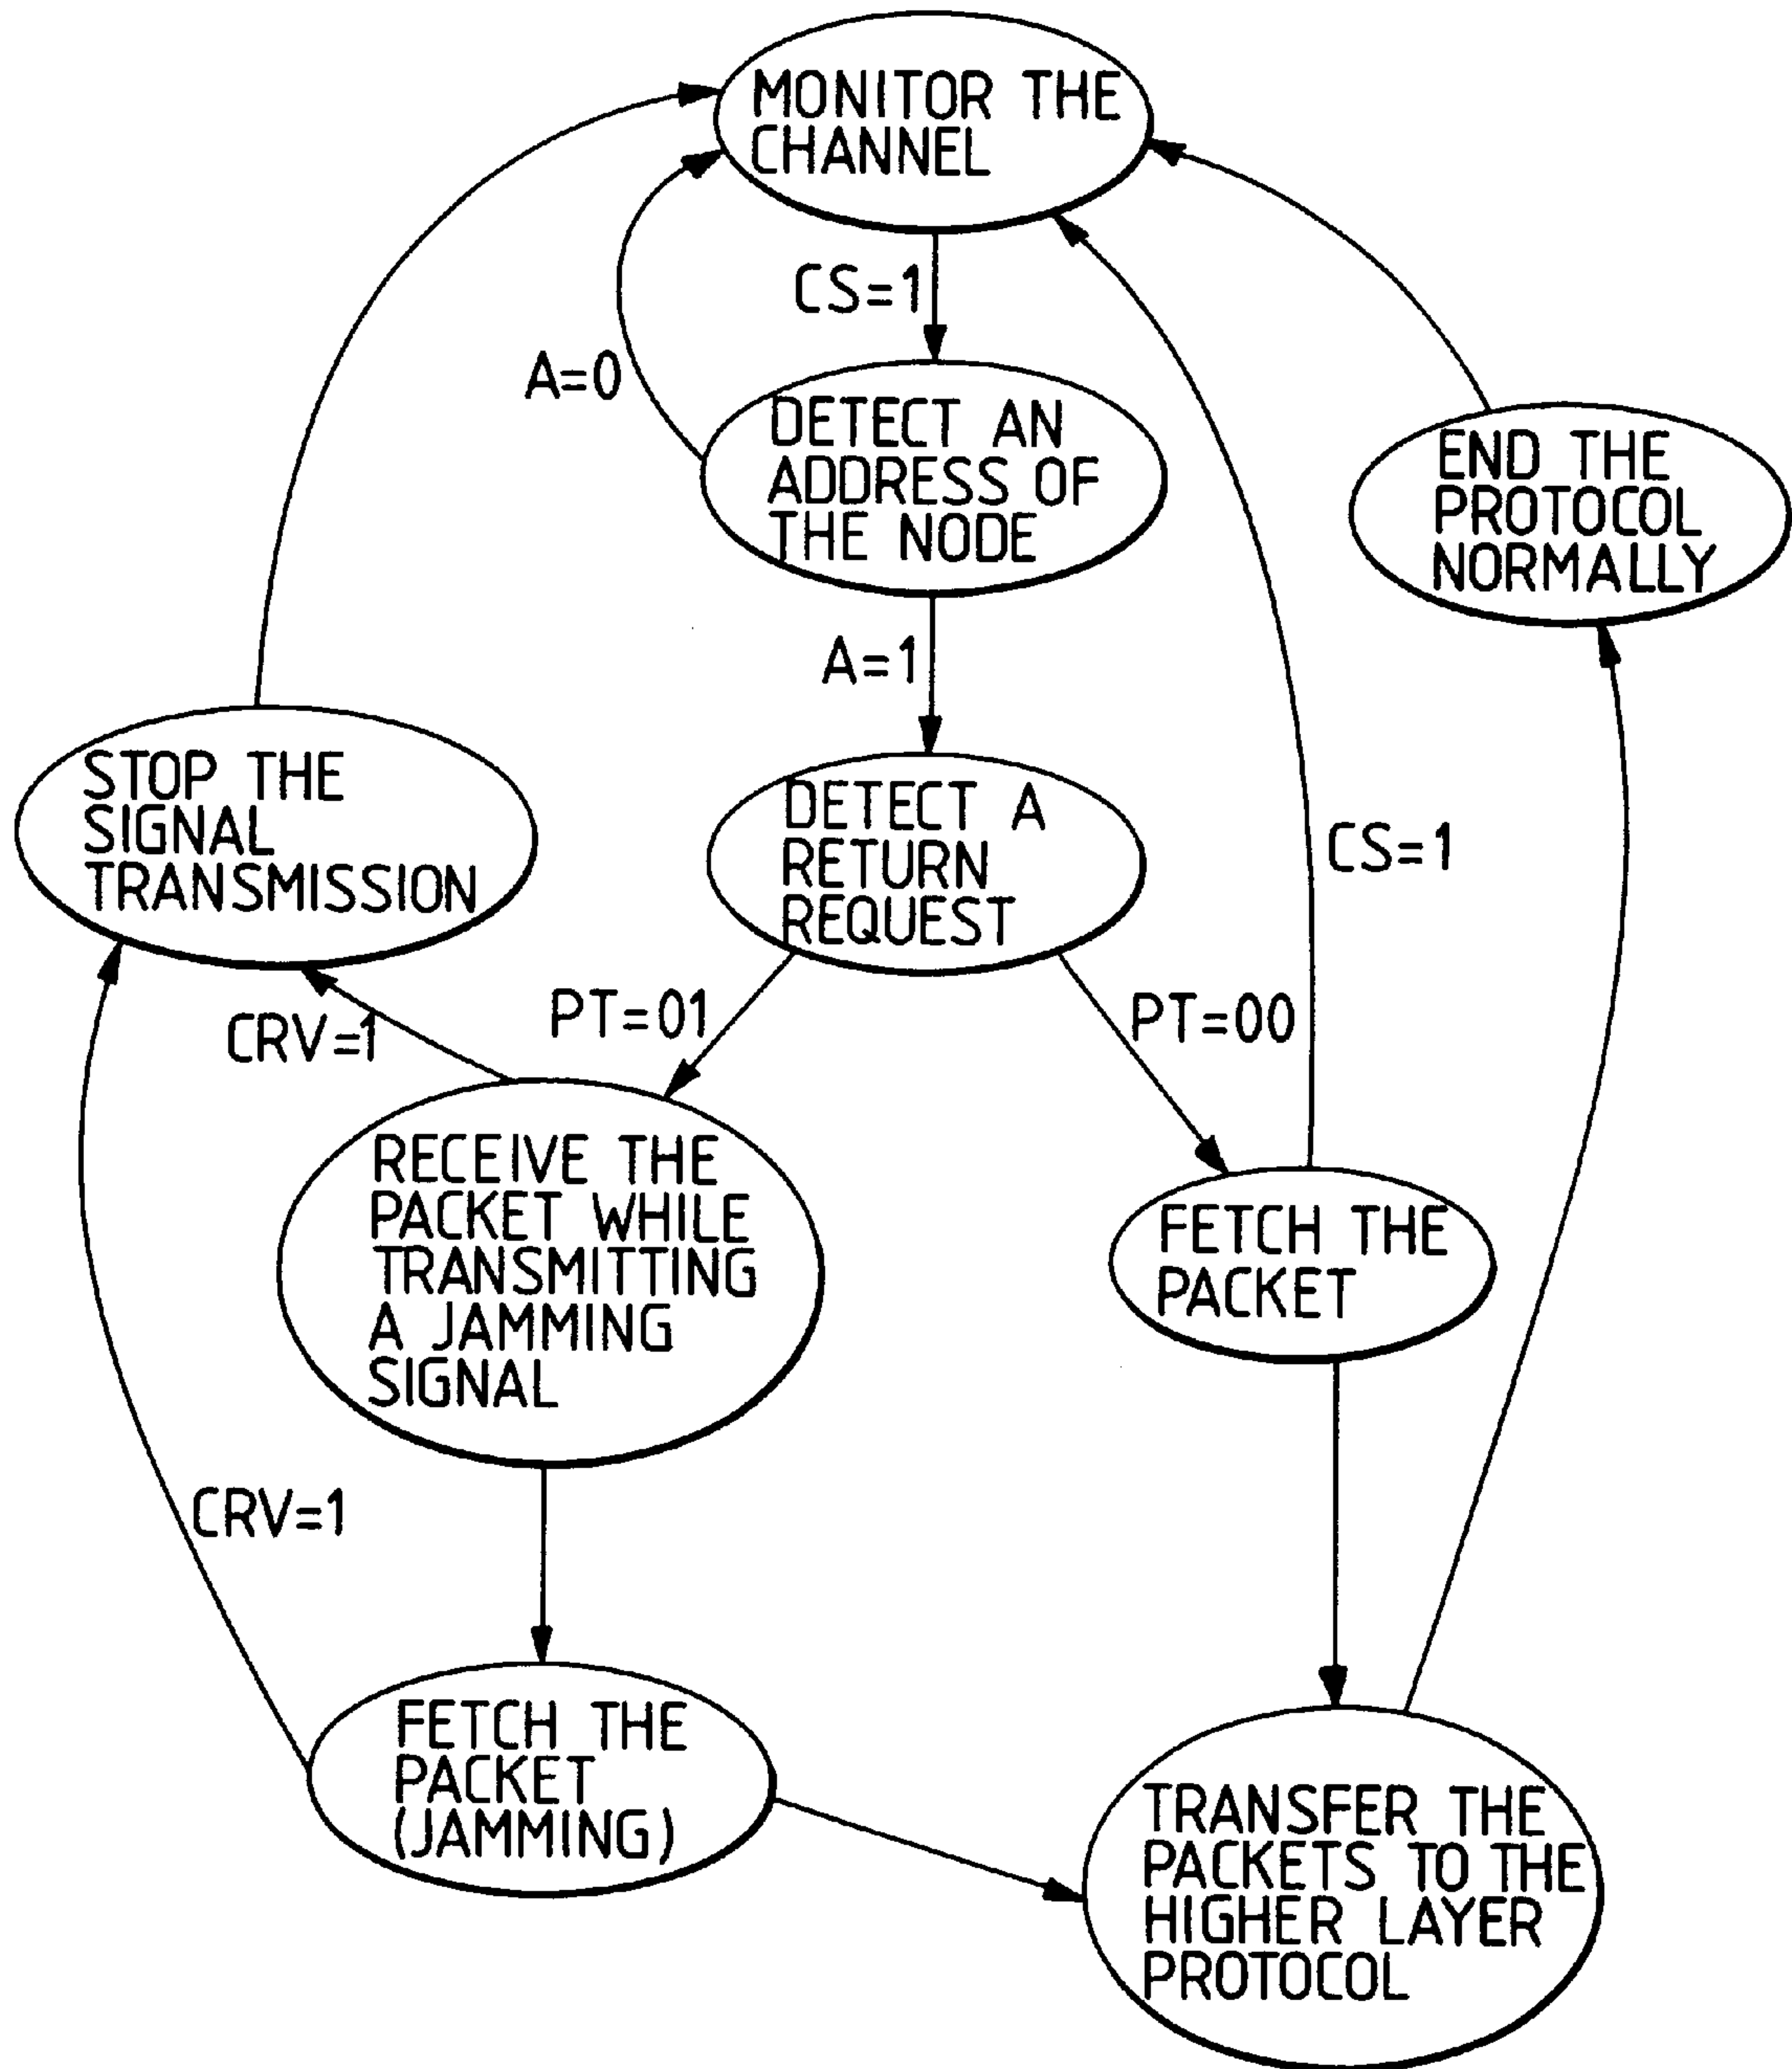 MONITOR THE
CHANNEL
CS=1
A=0
DETECT AN
ADDRESS OF
THE NODE
END THE
PROTOCOL
NORMALLY
A=1
STOP THE
SIGNAL
TRANSMISSION
DETECT A
RETURN
REQUEST
CS=1
CRV=1
PT=01
PT=00
RECEIVE THE
PACKET WHILE
TRANSMITTING
A JAMMING
SIGNAL
FETCH THE
PACKET
CRV=1
FETCH THE
PACKET
(JAMMING)
TRANSFER THE
PACKETS TO THE
HIGHER LAYER
PROTOCOL